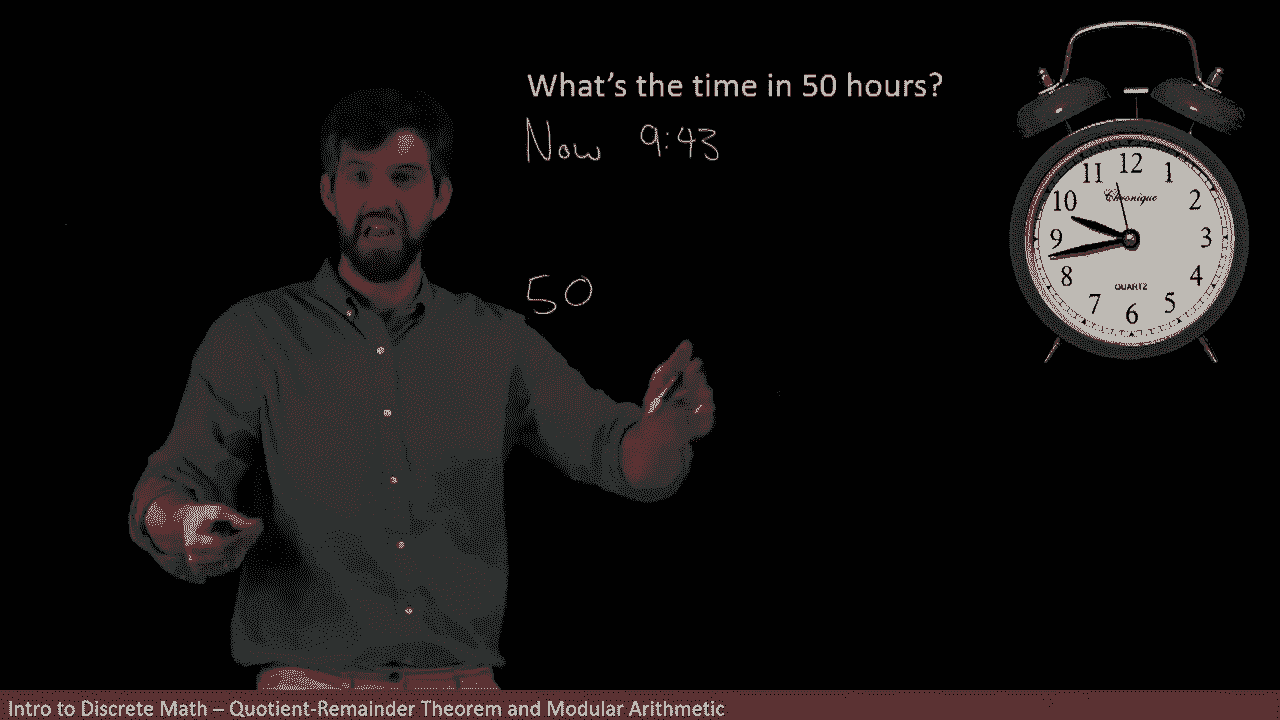 What's the time in 50 hours?
Now 9:43
50
12
11
1
10
2
Chronique
9
3
8
4
QUARTZ
7
5
6
Intro to Discrete Math – Quotient-Remainder Theorem and Modular Arithmetic